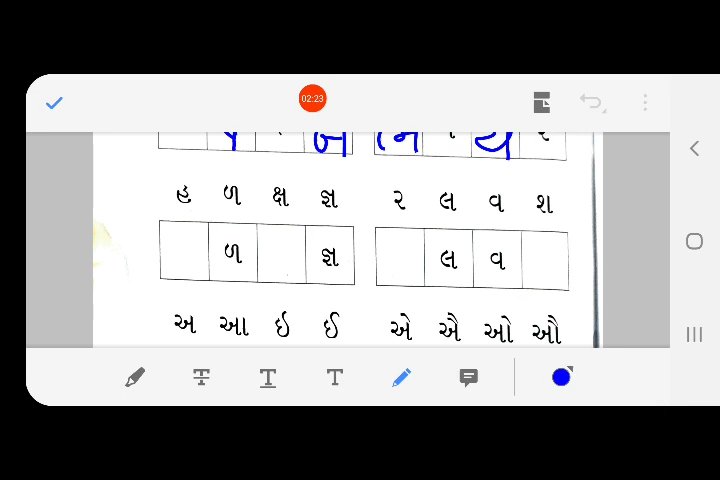 02:23
હ ળ ક્ષ જ્ઞ ર લ વ શ
ળ જ્ઞ લ વ
અ આ ઇ ઈ એ ઐ ઓ ઔ
T T T